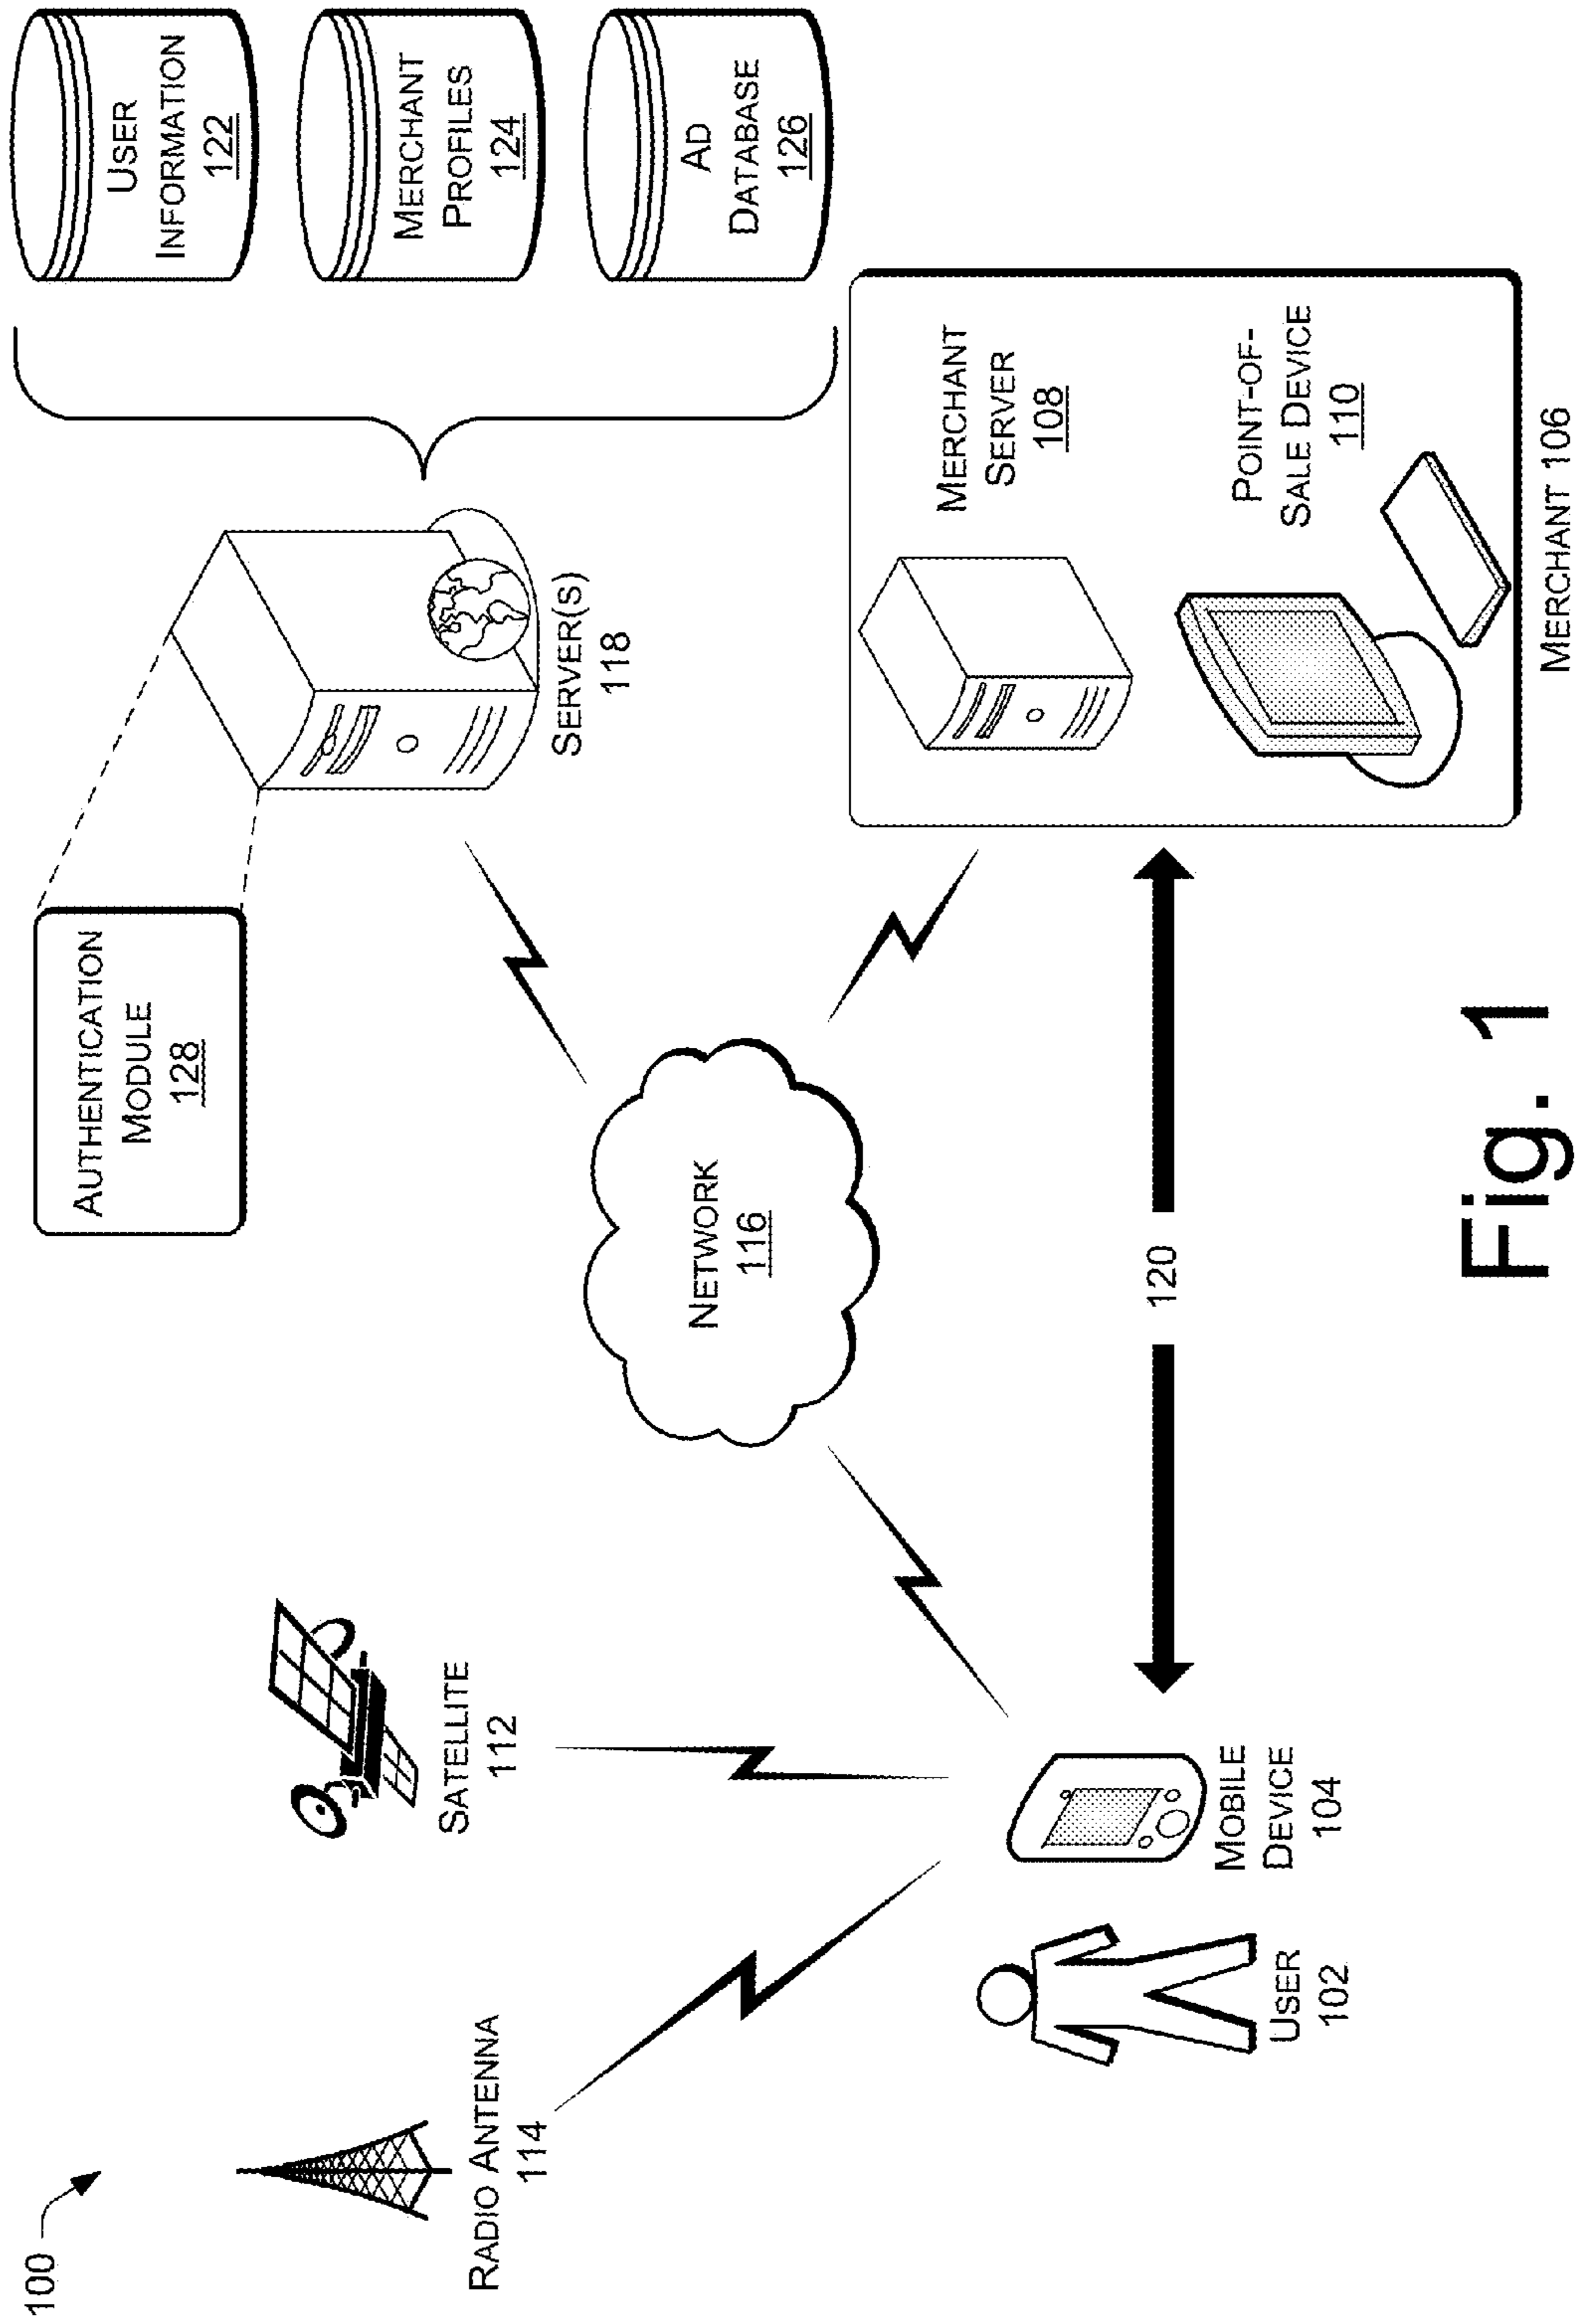 100
RADIO ANTENNA
114
SATELLITE
112
AUTHENTICATION
MODULE
128
SERVER(S)
118
USER
INFORMATION
122
MERCHANT
PROFILES
124
AD
DATABASE
126
NETWORK
116
USER
102
MOBILE
DEVICE
104
120
MERCHANT
SERVER
108
POINT-OF-
SALE DEVICE
110
MERCHANT 106
Fig. 1